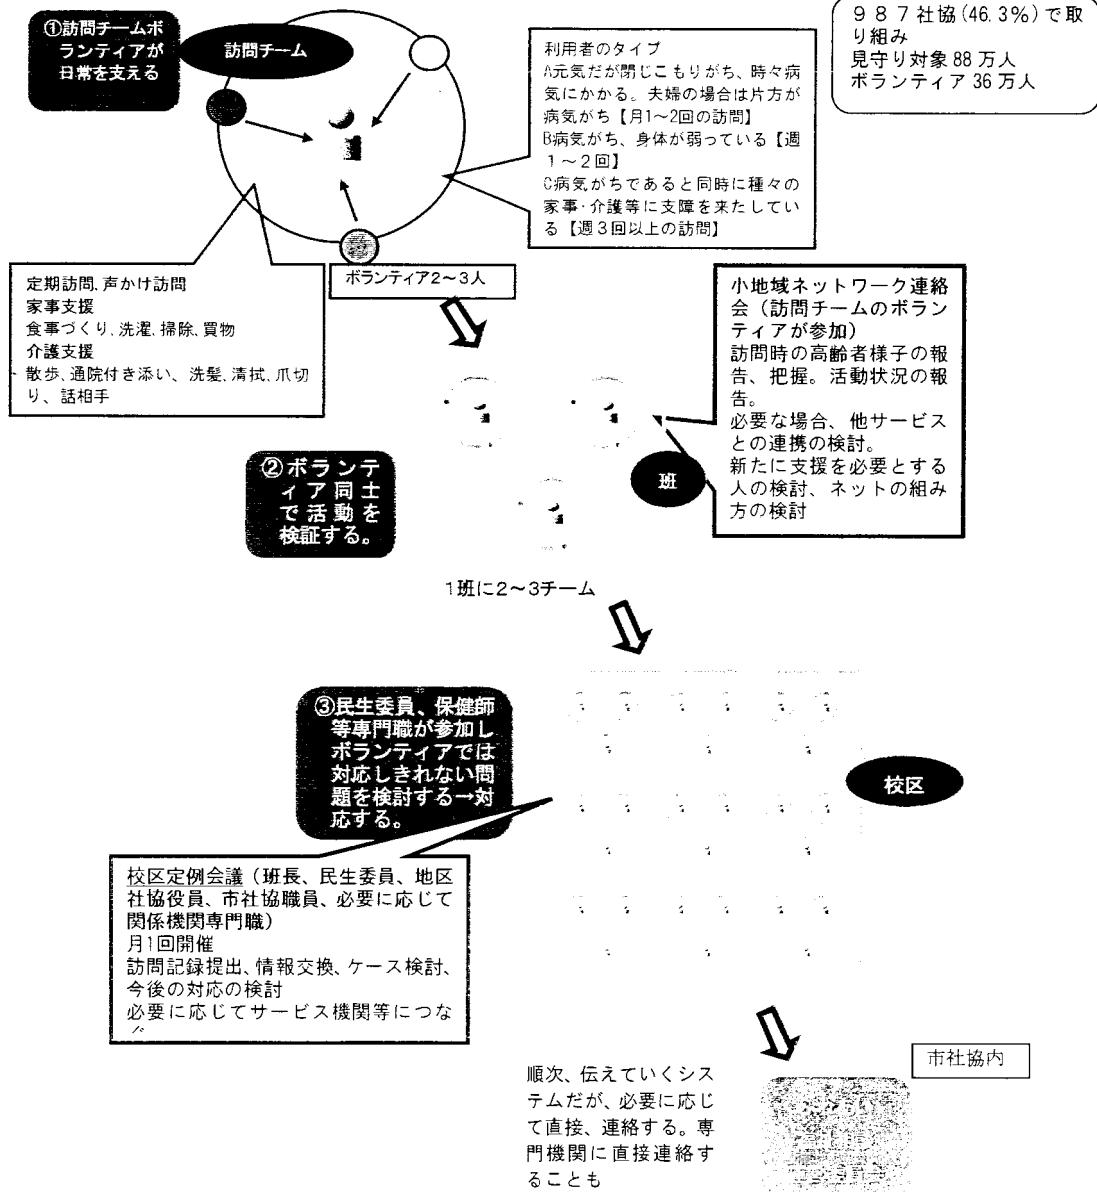 ①訪問チームボ
ランティアが
日常を支える
訪問チーム
利用者のタイプ
A元気だが閉じこもりがち、時々病
気にかかる。夫婦の場合は片方が
病気がち【月1~2回の訪問】
B病気がち、身体が弱っている【週
1~2回】
C病気がちであると同時に種々の
家事・介護等に支障を来たしてい
る【週3回以上の訪問】
987社協(46.3%)で取
り組み
見守り対象88万人
ボランティア36万人
定期訪問、声かけ訪問
家事支援
食事づくり、洗濯、掃除、買物
介護支援
散歩、通院付き添い、洗髪、清拭、爪切
り、話相手
ボランティア2~3人
小地域ネットワーク連絡
会(訪問チームのボラン
ティアが参加)
訪問時の高齢者様子の報
告、把握。活動状況の報
告。
必要な場合、他サービス
との連携の検討。
新たに支援を必要とする
人の検討、ネットの組み
方の検討
②ボランテ
ィア同士
で活動を
検証する。
班
1班に2~3チーム
③民生委員、保健師
等専門職が参加し
ボランティアでは
対応しきれない問
題を検討する→対
応する。
校区
校区定例会議(班長、民生委員、地区
社協役員、市社協職員、必要に応じて
関係機関専門職)
月1回開催
訪問記録提出、情報交換、ケース検討、
今後の対応の検討
必要に応じてサービス機関等につな
市社協内
順次、伝えていくシス
テムだが、必要に応じ
て直接、連絡する。専
門機関に直接連絡す
ることも